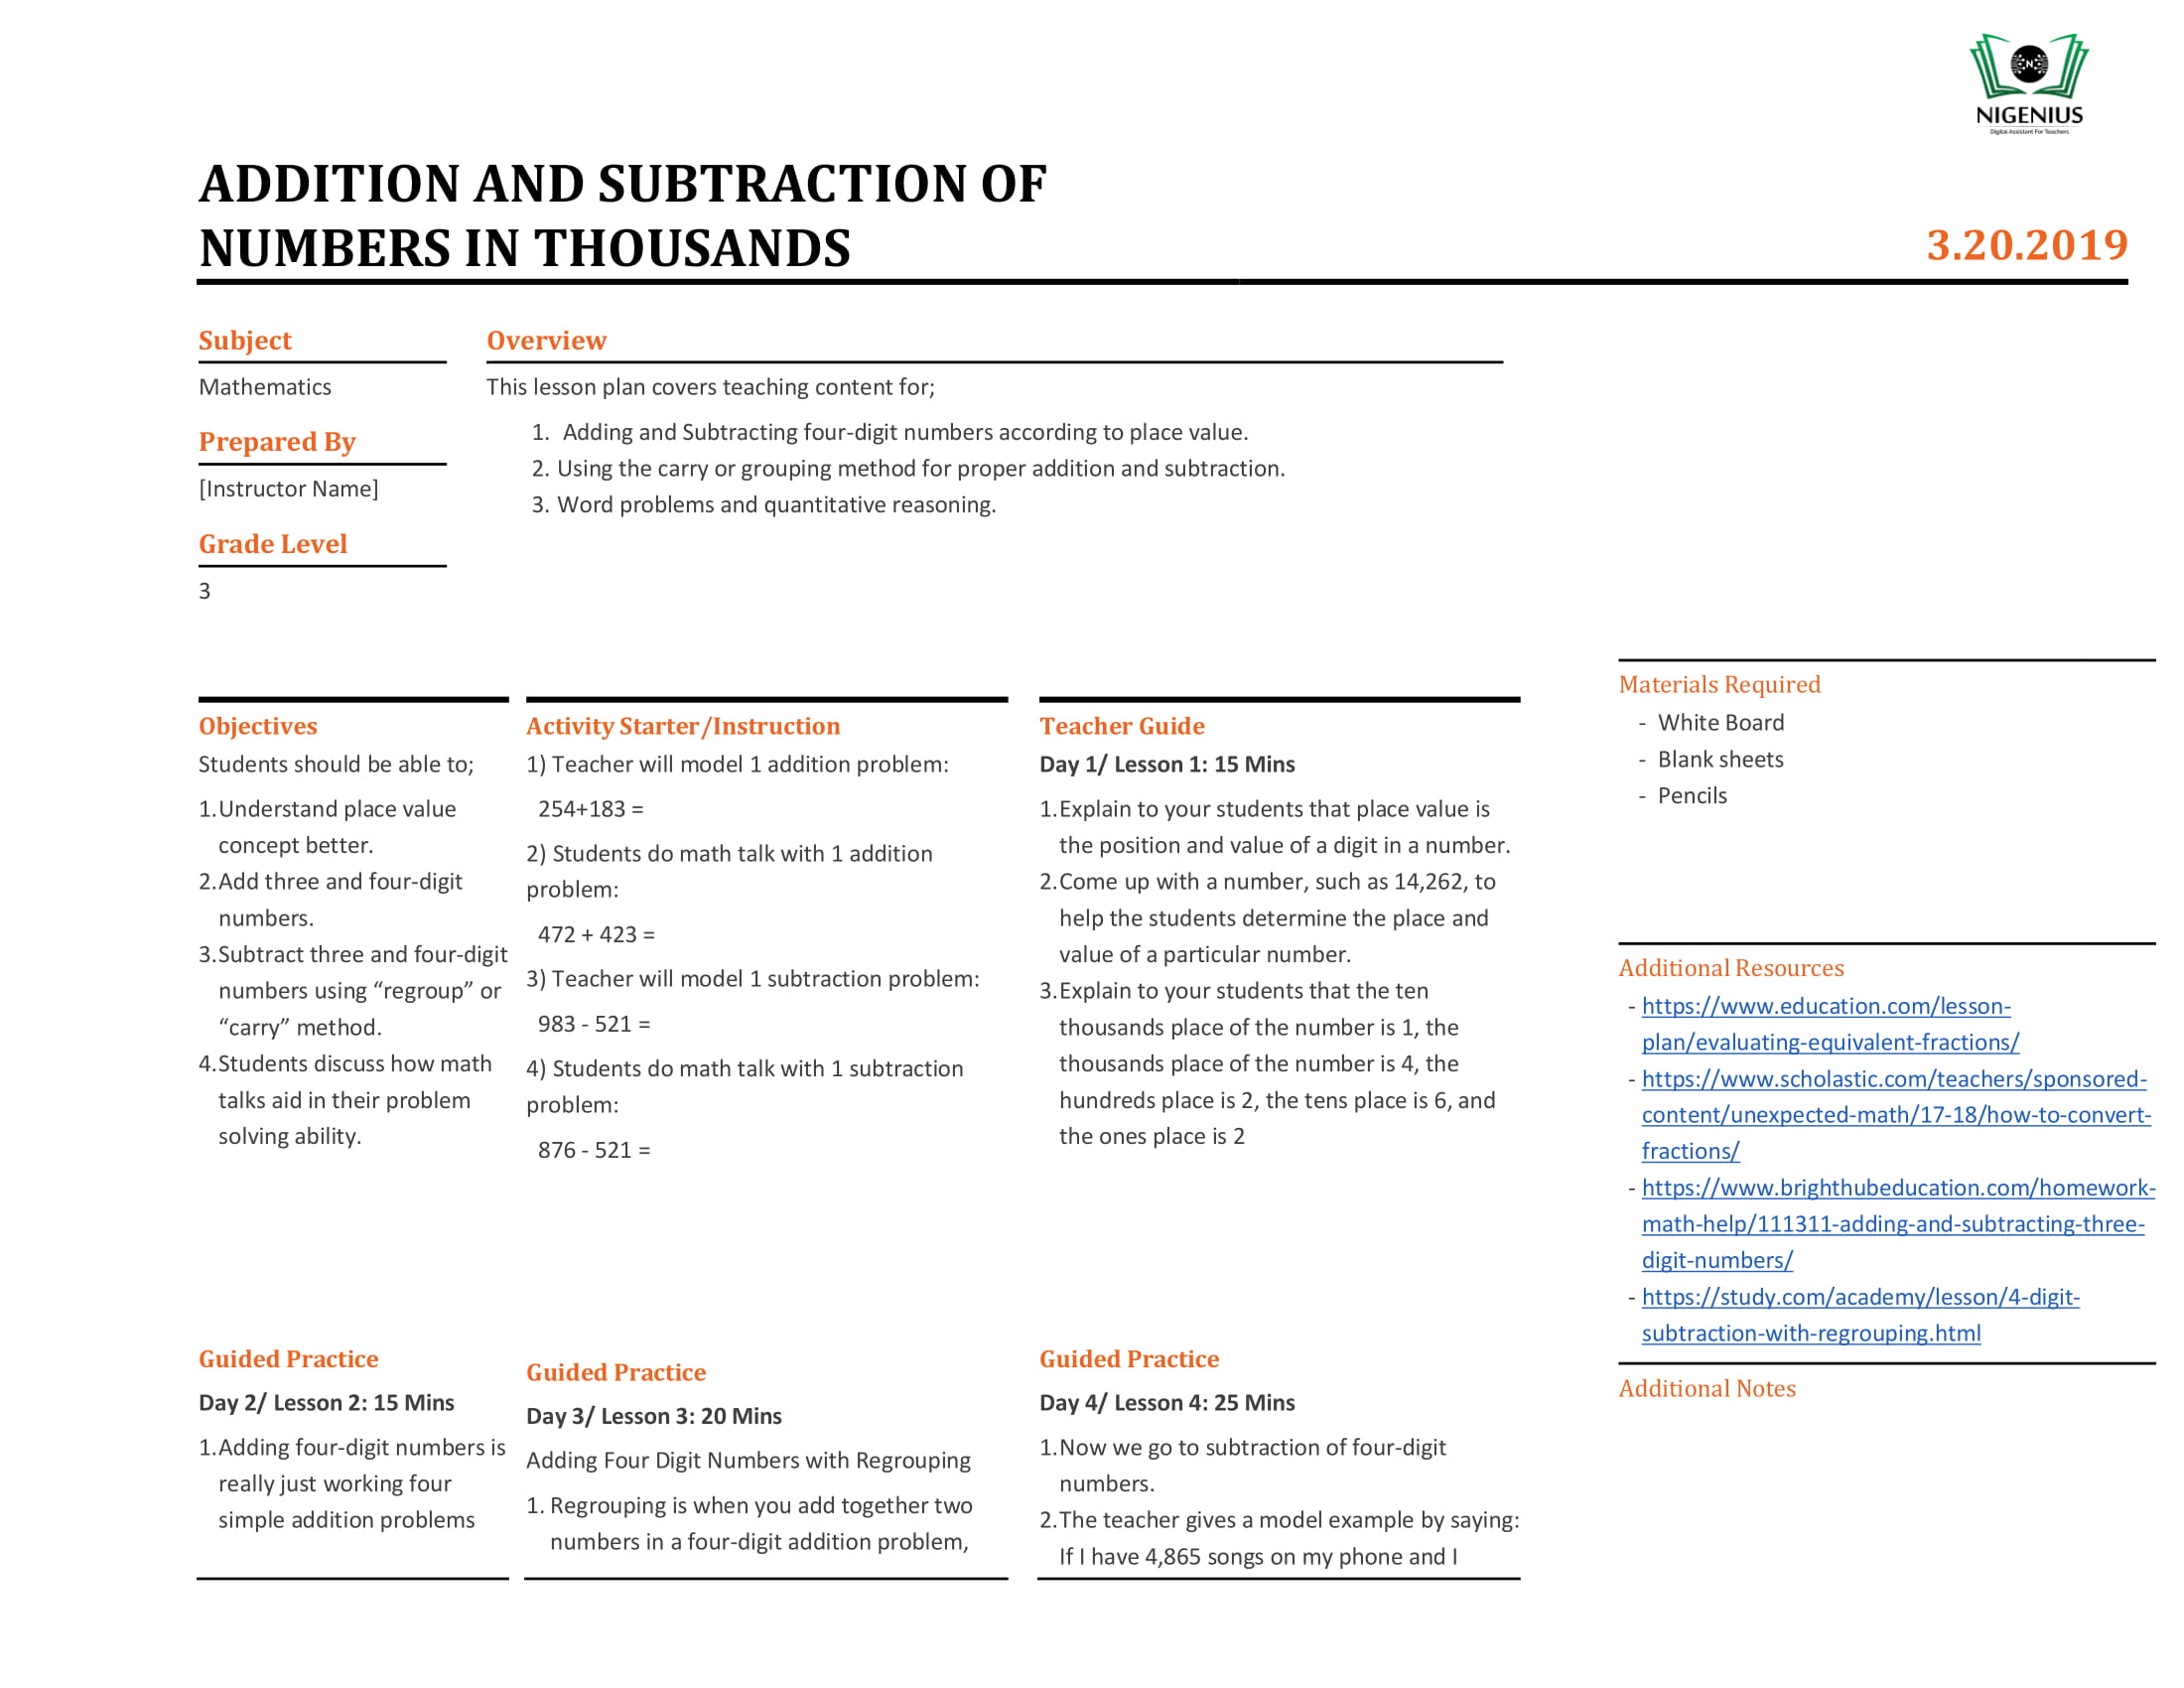 NIGENIUS
Digital Assistant For Teachers
ADDITION AND SUBTRACTION OF
NUMBERS IN THOUSANDS
3.20.2019
Subject
Mathematics
Prepared By
[Instructor Name]
Grade Level
3
Overview
This lesson plan covers teaching content for;
1. Adding and Subtracting four-digit numbers according to place value.
2. Using the carry or grouping method for proper addition and subtraction.
3. Word problems and quantitative reasoning.
Objectives
Students should be able to;
1.Understand place value
concept better.
2.Add three and four-digit
numbers.
3.Subtract three and four-digit
numbers using “regroup” or
“carry” method.
4.Students discuss how math
talks aid in their problem
solving ability.
Activity Starter/Instruction
1) Teacher will model 1 addition problem:
254+183 =
2) Students do math talk with 1 addition
problem:
472 + 423 =
3) Teacher will model 1 subtraction problem:
983 - 521 =
4) Students do math talk with 1 subtraction
problem:
876 - 521 =
Teacher Guide
Day 1/ Lesson 1: 15 Mins
1.Explain to your students that place value is
the position and value of a digit in a number.
2.Come up with a number, such as 14,262, to
help the students determine the place and
value of a particular number.
3.Explain to your students that the ten
thousands place of the number is 1, the
thousands place of the number is 4, the
hundreds place is 2, the tens place is 6, and
the ones place is 2
Materials Required
- White Board
- Blank sheets
- Pencils
Additional Resources
- https://www.education.com/lesson-
plan/evaluating-equivalent-fractions/
- https://www.scholastic.com/teachers/sponsored-
content/unexpected-math/17-18/how-to-convert-
fractions/
- https://www.brighthubeducation.com/homework-
math-help/111311-adding-and-subtracting-three-
digit-numbers/
- https://study.com/academy/lesson/4-digit-
subtraction-with-regrouping.html
Additional Notes
Guided Practice
Day 2/ Lesson 2: 15 Mins
1.Adding four-digit numbers is
really just working four
simple addition problems
Guided Practice
Day 3/ Lesson 3: 20 Mins
Adding Four Digit Numbers with Regrouping
1. Regrouping is when you add together two
numbers in a four-digit addition problem,
Guided Practice
Day 4/ Lesson 4: 25 Mins
1.Now we go to subtraction of four-digit
numbers.
2.The teacher gives a model example by saying:
If I have 4,865 songs on my phone and I